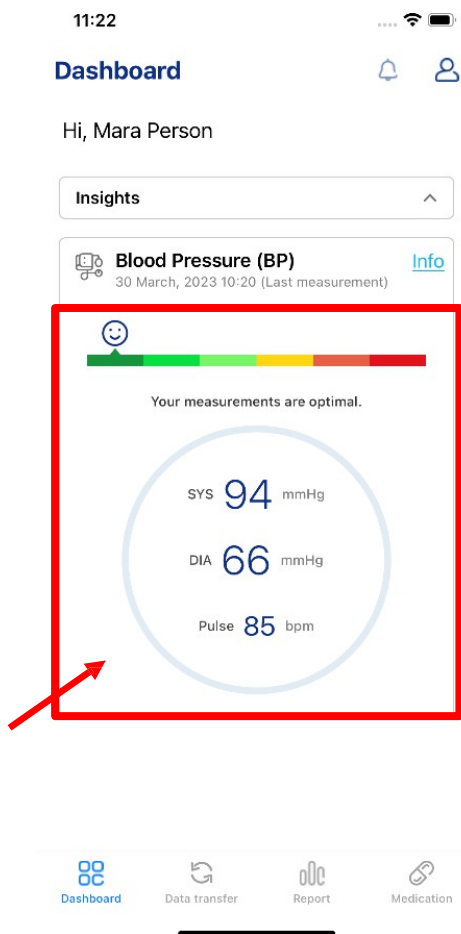 11:22
Dashboard
Hi, Mara Person
Insights
Blood Pressure (BP) Info
30 March, 2023 10:20 (Last measurement)
Your measurements are optimal.
SYS 94 mmHg
DIA 66 mmHg
Pulse 85 bpm
Dashboard Data transfer Report Medication